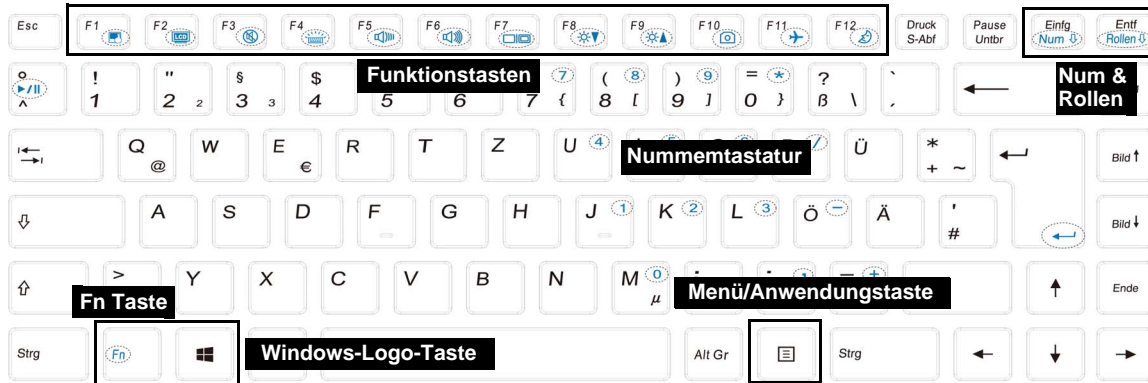 Esc F1 F2 LCD F3 F4 F5 F6 F7 F8 F9 F10 F11 F12 Druck Pause Einfg Entf
S-Abf Untbr Num Rollen
Funktionstasten
Num &
Rollen
° ! " § $ 7 ( 8 ) 9 = * ? `
^ 1 2 2 3 3 4 5 6 7 { 8 [ 9 ] 0 } ß \ ´
Q @ W E € R T Z U 4 / Ü * + ~ Bild
Nummemtastatur
A S D F G H J 1 K 2 L 3 Ö − Ä ' # Bild
> Y X C V B N M 0 µ + Ende
Fn Taste
Menü/Anwendungstaste
Strg Fn Alt Gr Strg
Windows-Logo-Taste